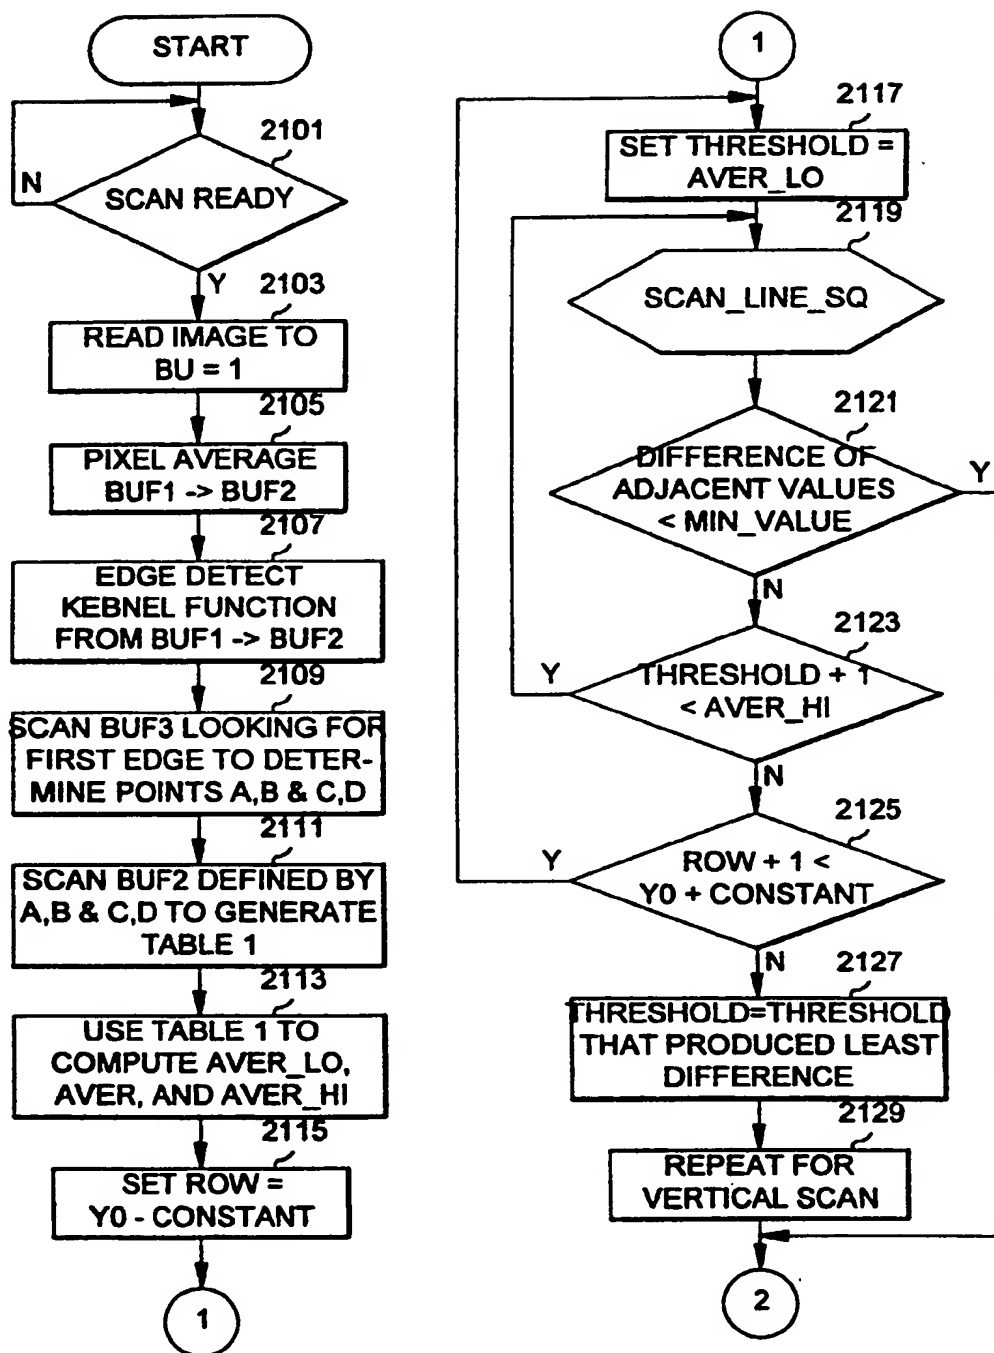 START
2101
N
SCAN READY
Y
2103
READ IMAGE TO
BU = 1
2105
PIXEL AVERAGE
BUF1 -> BUF2
2107
EDGE DETECT
KEBNEL FUNCTION
FROM BUF1 -> BUF2
2109
SCAN BUF3 LOOKING FOR
FIRST EDGE TO DETER-
MINE POINTS A,B & C,D
2111
SCAN BUF2 DEFINED BY
A,B & C,D TO GENERATE
TABLE 1
2113
USE TABLE 1 TO
COMPUTE AVER_LO,
AVER, AND AVER_HI
2115
SET ROW =
Y0 - CONSTANT
1
1
2117
SET THRESHOLD =
AVER_LO
2119
SCAN_LINE_SQ
2121
DIFFERENCE OF
ADJACENT VALUES
< MIN_VALUE
Y
N
2123
Y
THRESHOLD + 1
< AVER_HI
N
2125
Y
ROW + 1 <
Y0 + CONSTANT
N
2127
THRESHOLD=THRESHOLD
THAT PRODUCED LEAST
DIFFERENCE
2129
REPEAT FOR
VERTICAL SCAN
2